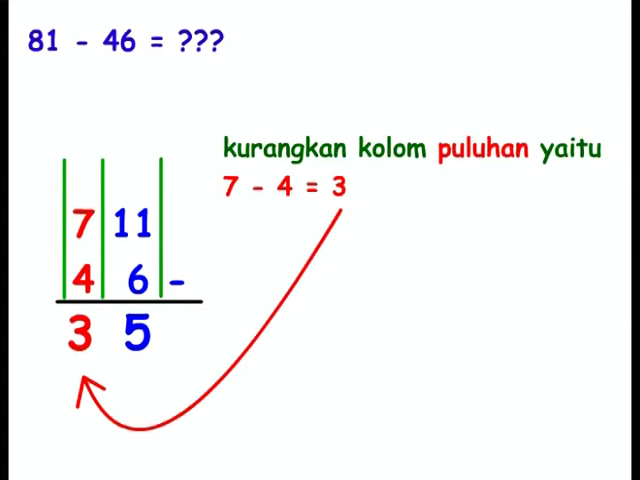 81 - 46 = ???
kurangkan kolom puluhan yaitu
7 - 4 = 3
7 11
4 6 -
3 5